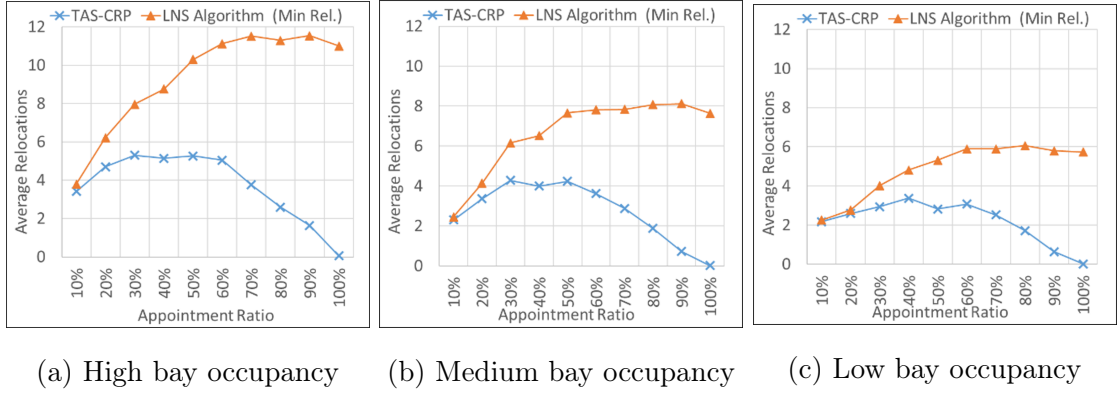 TAS-CRP LNS Algorithm (Min Rel.)
Average Relocations
12
10
8
6
4
2
0
10% 20% 30% 40% 50% 60% 70% 80% 90% 100%
Appointment Ratio
(a) High bay occupancy
TAS-CRP LNS Algorithm (Min Rel.)
Average Relocations
12
10
8
6
4
2
0
10% 20% 30% 40% 50% 60% 70% 80% 90% 100%
Appointment Ratio
(b) Medium bay occupancy
TAS-CRP LNS Algorithm (Min Rel.)
Average Relocations
12
10
8
6
4
2
0
10% 20% 30% 40% 50% 60% 70% 80% 90% 100%
Appointment Ratio
(c) Low bay occupancy